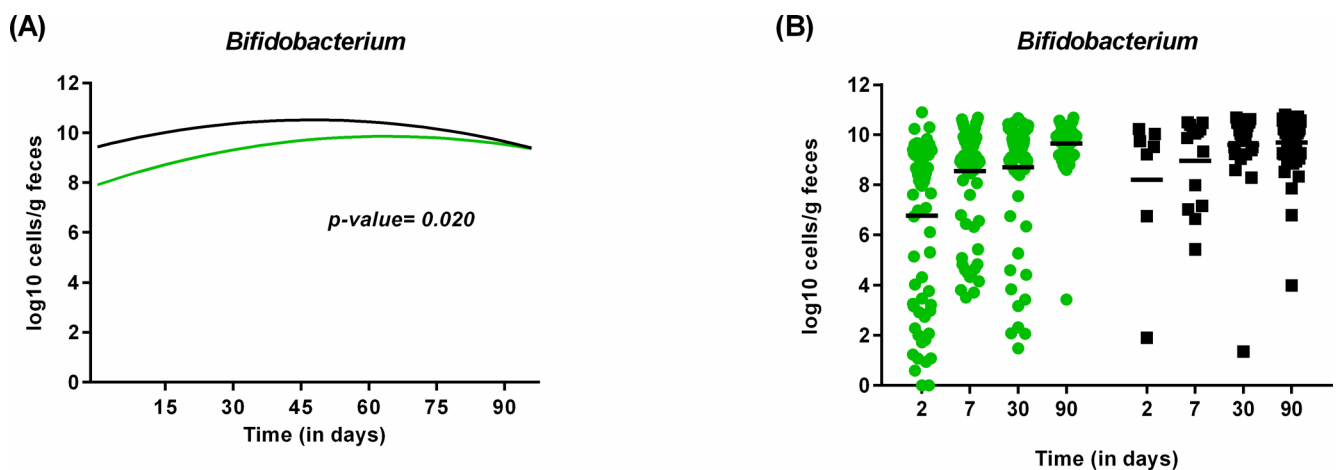 (A)
Bifidobacterium
log10 cells/g feces
12
10
8
6
4
2
0
p-value= 0.020
15 30 45 60 75 90
Time (in days)
(B)
Bifidobacterium
log10 cells/g feces
12
10
8
6
4
2
0
2 7 30 90 2 7 30 90
Time (in days)